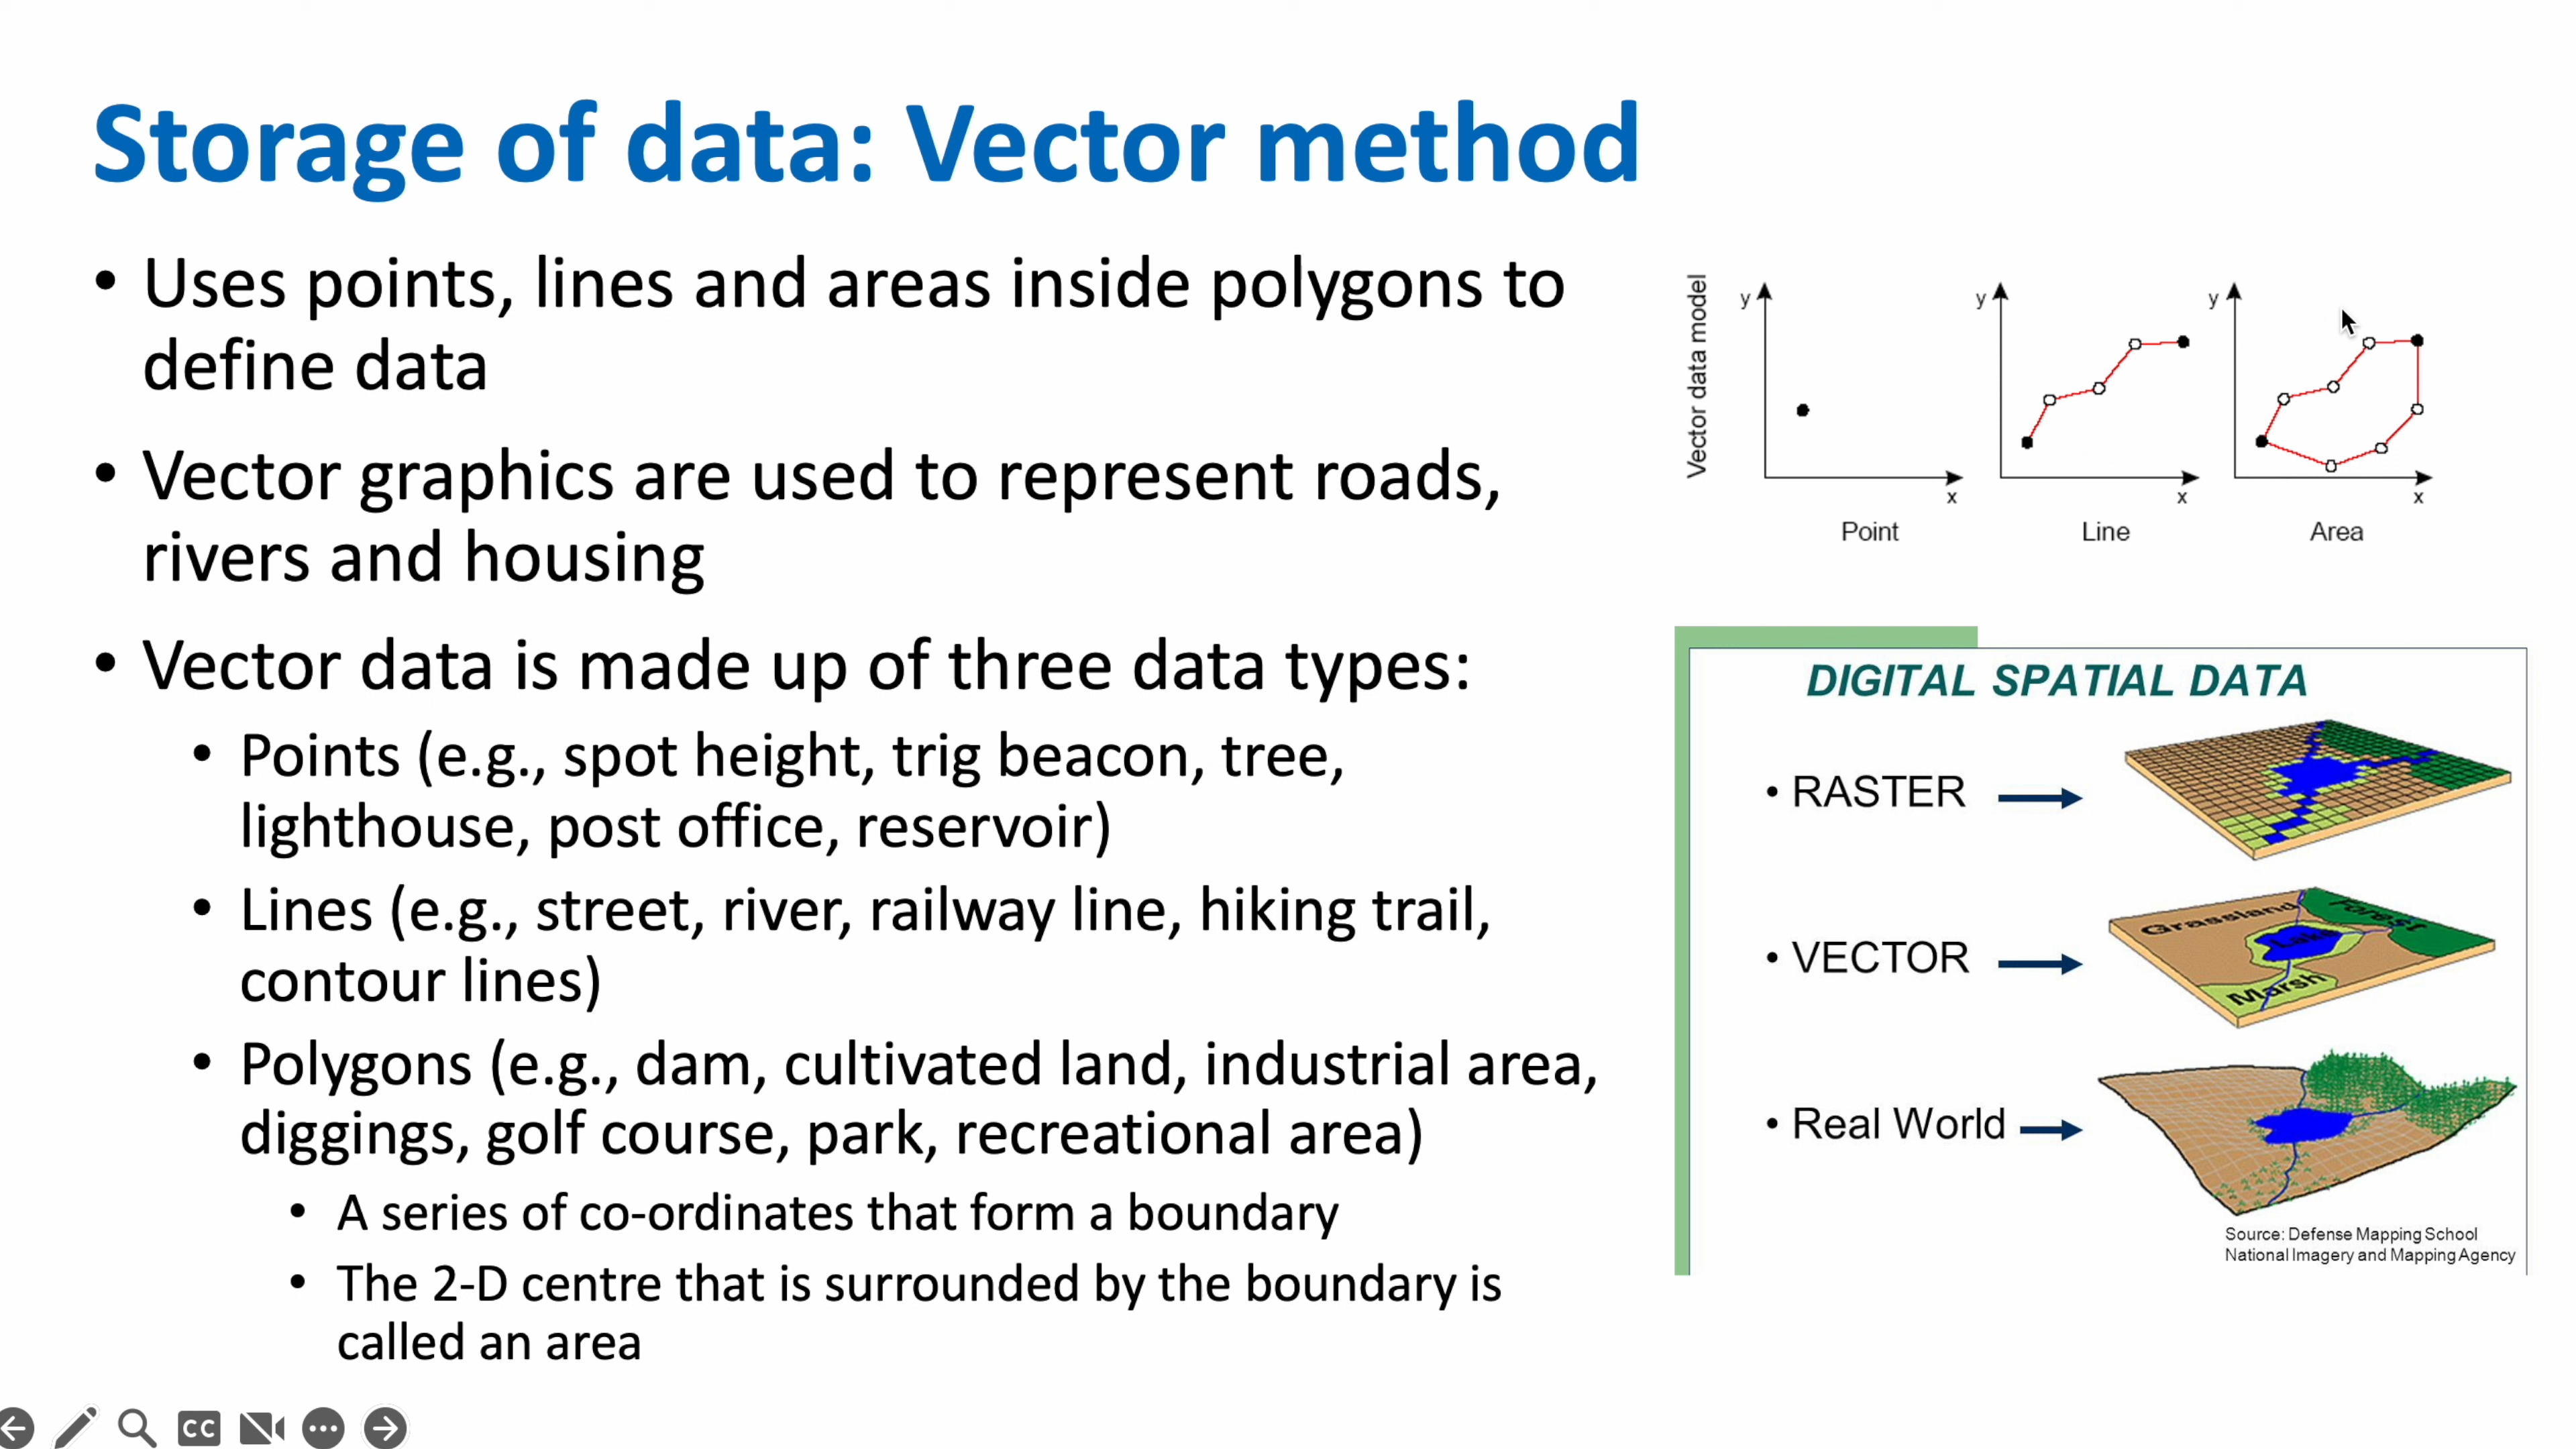 Storage of data: Vector method
• Uses points, lines and areas inside polygons to
define data
• Vector graphics are used to represent roads,
rivers and housing
• Vector data is made up of three data types:
• Points (e.g., spot height, trig beacon, tree,
lighthouse, post office, reservoir)
• Lines (e.g., street, river, railway line, hiking trail,
contour lines)
• Polygons (e.g., dam, cultivated land, industrial area,
diggings, golf course, park, recreational area)
• A series of co-ordinates that form a boundary
• The 2-D centre that is surrounded by the boundary is
called an area
Vector data model
y
x
Point
y
x
Line
y
x
Area
DIGITAL SPATIAL DATA
• RASTER
• VECTOR
Grassland
Forest
Lake
Marsh
• Real World
Source: Defense Mapping School
National Imagery and Mapping Agency
CC